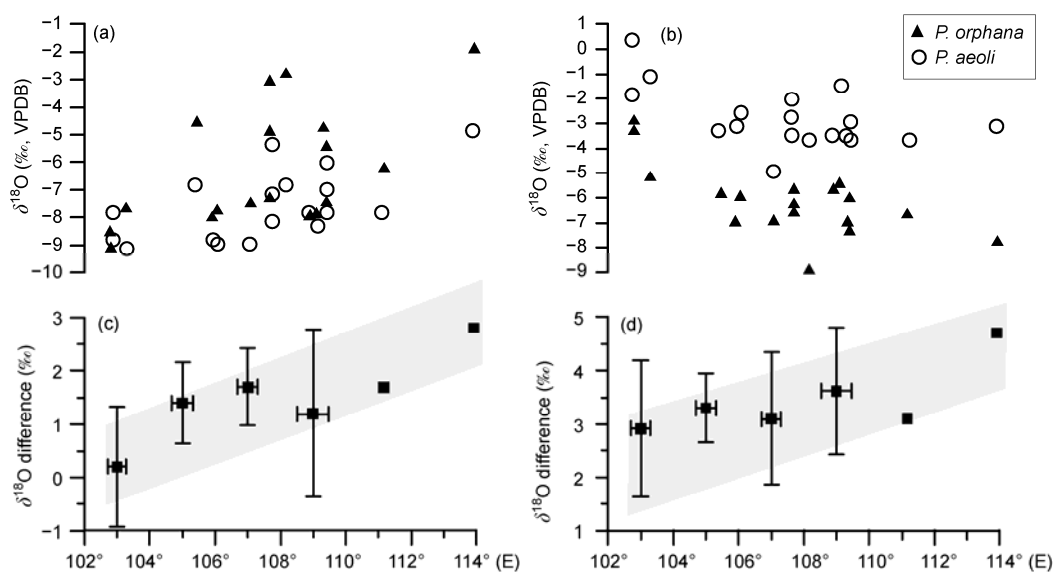 (a)
δ¹⁸O (‰, VPDB)
−1
−2
−3
−4
−5
−6
−7
−8
−9
−10
(b)
δ¹⁸O (‰, VPDB)
1
0
−1
−2
−3
−4
−5
−6
−7
−8
−9
P. orphana
P. aeoli
(c)
δ¹⁸O difference (‰)
3
2
1
0
−1
102° 104° 106° 108° 110° 112° 114° (E)
(d)
δ¹⁸O difference (‰)
5
4
3
2
1
102° 104° 106° 108° 110° 112° 114° (E)